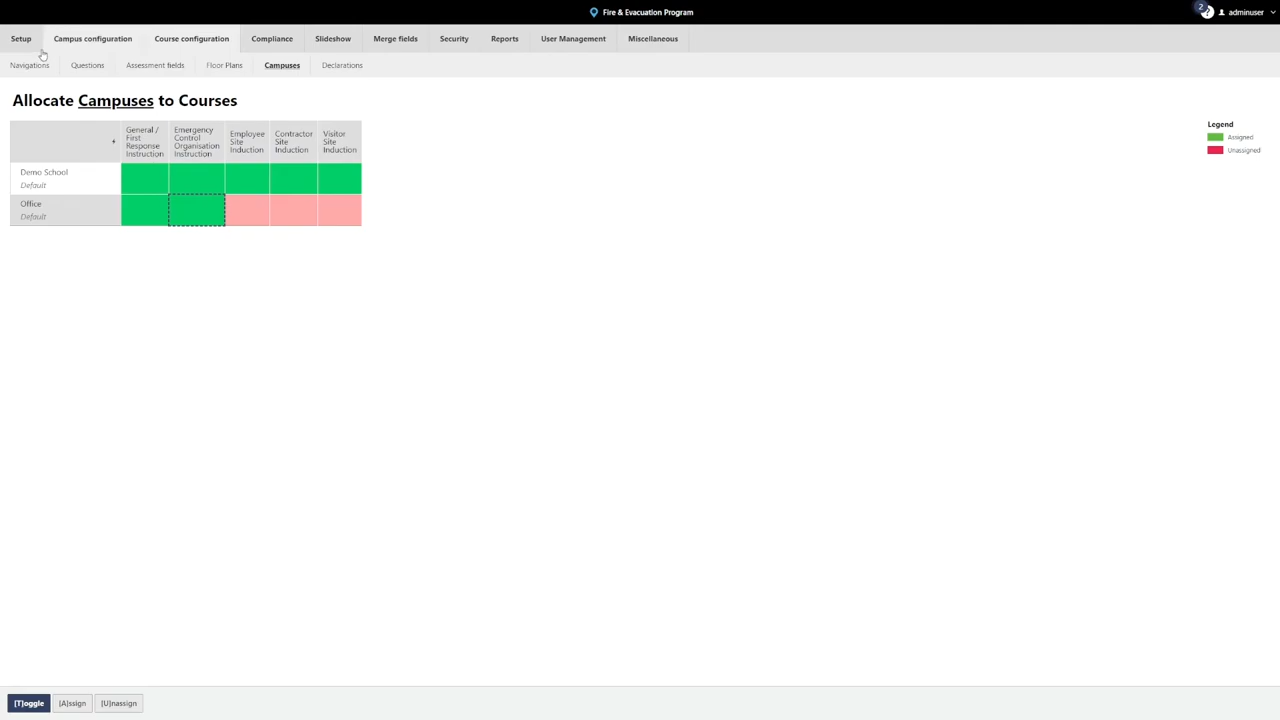 Fire & Evacuation Program
2
?
adminuser
Setup
Campus configuration
Course configuration
Compliance
Slideshow
Merge fields
Security
Reports
User Management
Miscellaneous
Navigations
Questions
Assessment fields
Floor Plans
Campuses
Declarations
Allocate Campuses to Courses
General /
First
Response
Instruction
Emergency
Control
Organisation
Instruction
Employee
Site
Induction
Contractor
Site
Induction
Visitor
Site
Induction
Demo School
Default
Office
Default
Legend
Assigned
Unassigned
[T]oggle
[A]ssign
[U]nassign